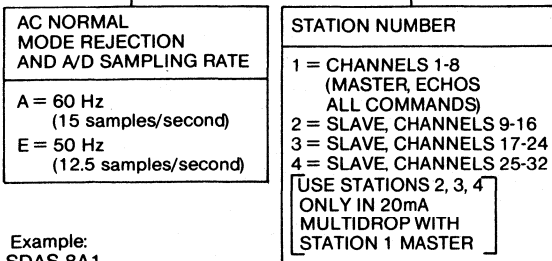 AC NORMAL
MODE REJECTION
AND A/D SAMPLING RATE
A = 60 Hz
(15 samples/second)
E = 50 Hz
(12.5 samples/second)
Example:
SDAS-8A1
STATION NUMBER
1 = CHANNELS 1-8
(MASTER, ECHOS
ALL COMMANDS)
2 = SLAVE, CHANNELS 9-16
3 = SLAVE, CHANNELS 17-24
4 = SLAVE, CHANNELS 25-32
[USE STATIONS 2, 3, 4
ONLY IN 20mA
MULTIDROP WITH
STATION 1 MASTER]